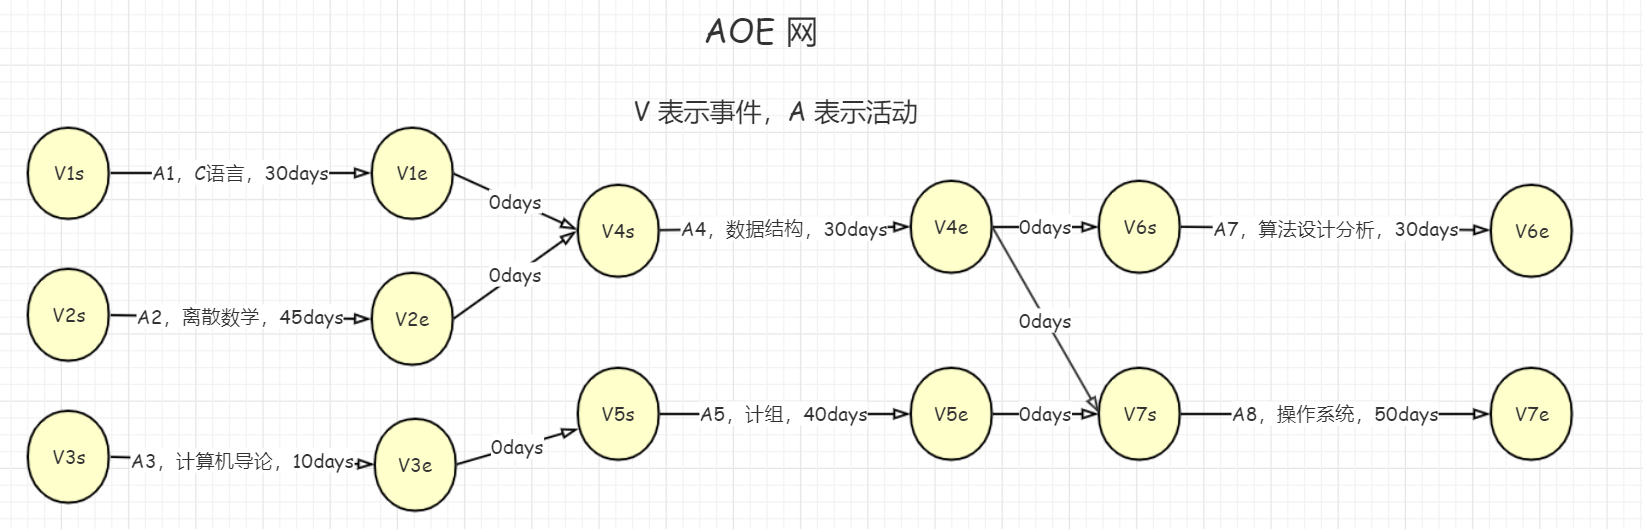 AOE 网
V 表示事件，A 表示活动
V1s
A1，C语言，30days
V1e
0days
V2s
A2，离散数学，45days
V2e
0days
V4s
A4，数据结构，30days
V4e
0days
V6s
A7，算法设计分析，30days
V6e
0days
V3s
A3，计算机导论，10days
V3e
0days
V5s
A5，计组，40days
V5e
0days
V7s
A8，操作系统，50days
V7e